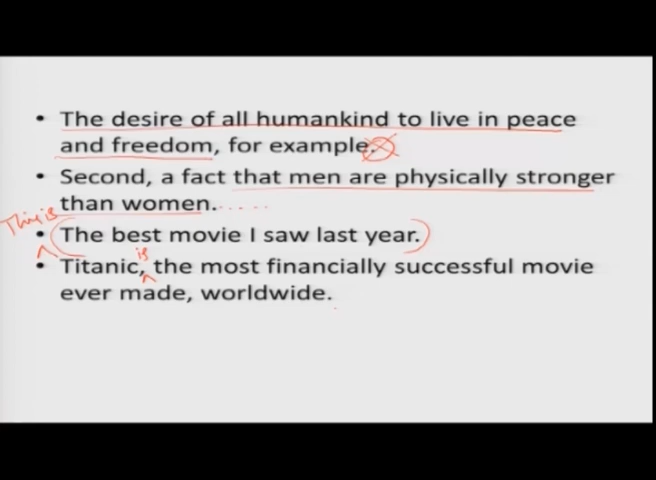 • The desire of all humankind to live in peace
and freedom, for example.
• Second, a fact that men are physically stronger
than women......
This is
• The best movie I saw last year.
is
• Titanic, the most financially successful movie
ever made, worldwide.